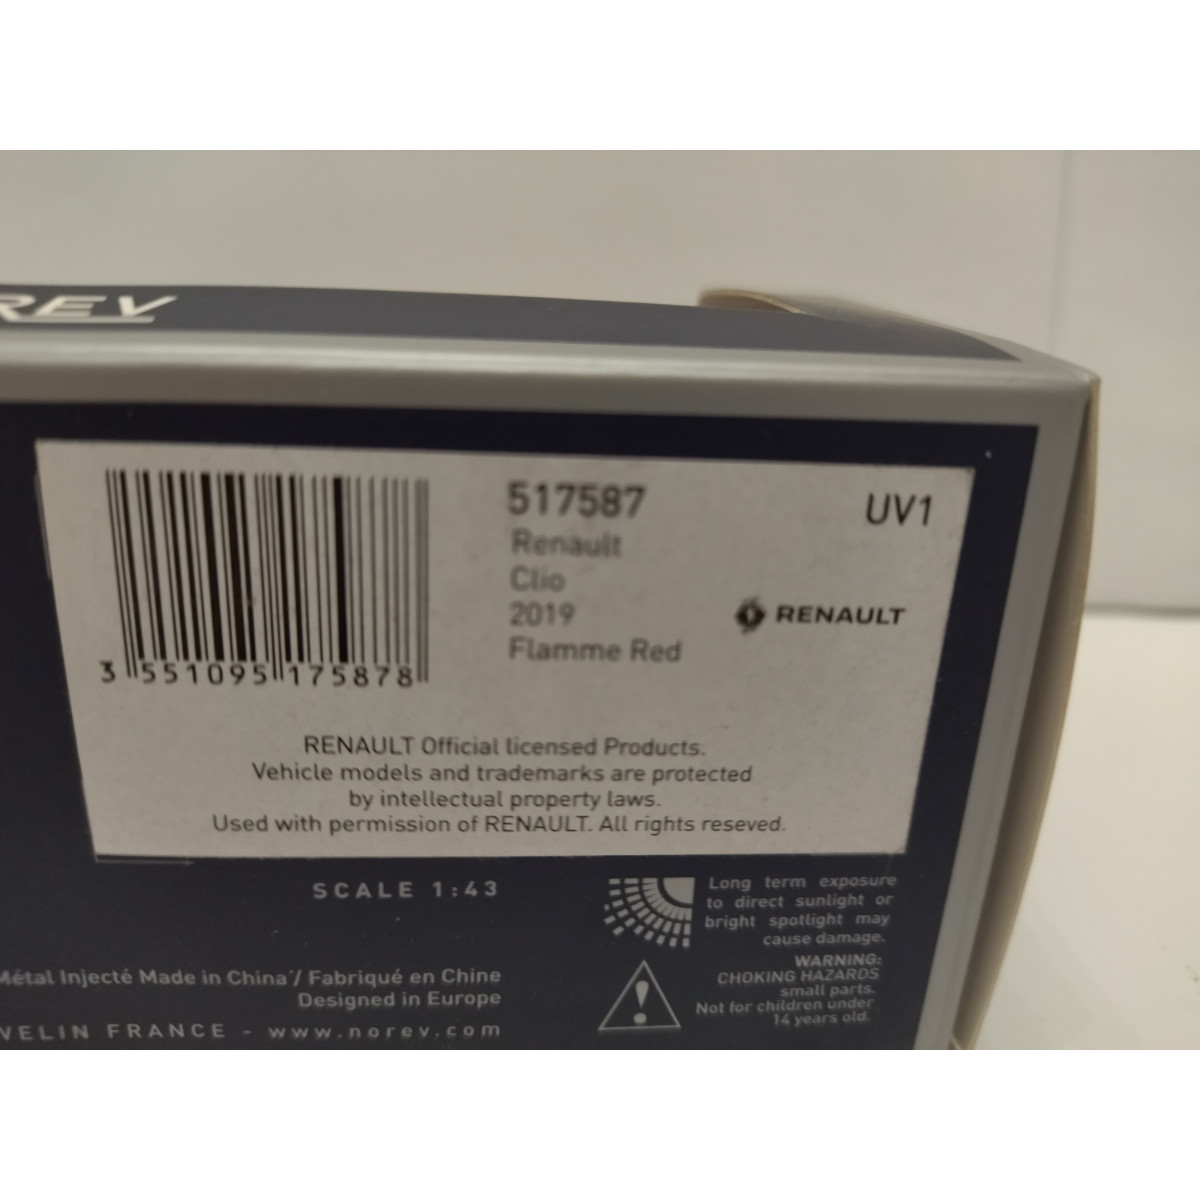 REV
517587
UV1
Renault
Clio
2019
Flamme Red
RENAULT
3 551095 175878
RENAULT Official licensed Products.
Vehicle models and trademarks are protected
by intellectual property laws.
Used with permission of RENAULT. All rights reseved.
SCALE 1:43
Long term exposure
to direct sunlight or
bright spotlight may
cause damage.
WARNING:
CHOKING HAZARDS
small parts.
Not for children under
14 years old.
Métal Injecté Made in China / Fabriqué en Chine
Designed in Europe
VELIN FRANCE - www.norev.com